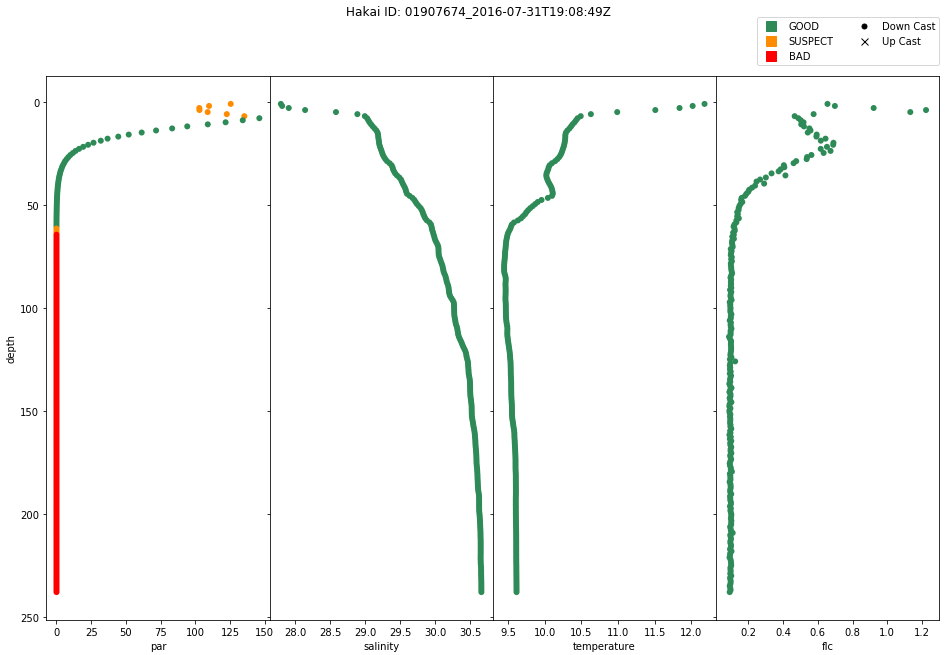 Hakai ID: 01907674_2016-07-31T19:08:49Z
GOOD
SUSPECT
BAD
Down Cast
Up Cast
depth
0
50
100
150
200
250
0 25 50 75 100 125 150
par
28.0 28.5 29.0 29.5 30.0 30.5
salinity
9.5 10.0 10.5 11.0 11.5 12.0
temperature
0.2 0.4 0.6 0.8 1.0 1.2
flc